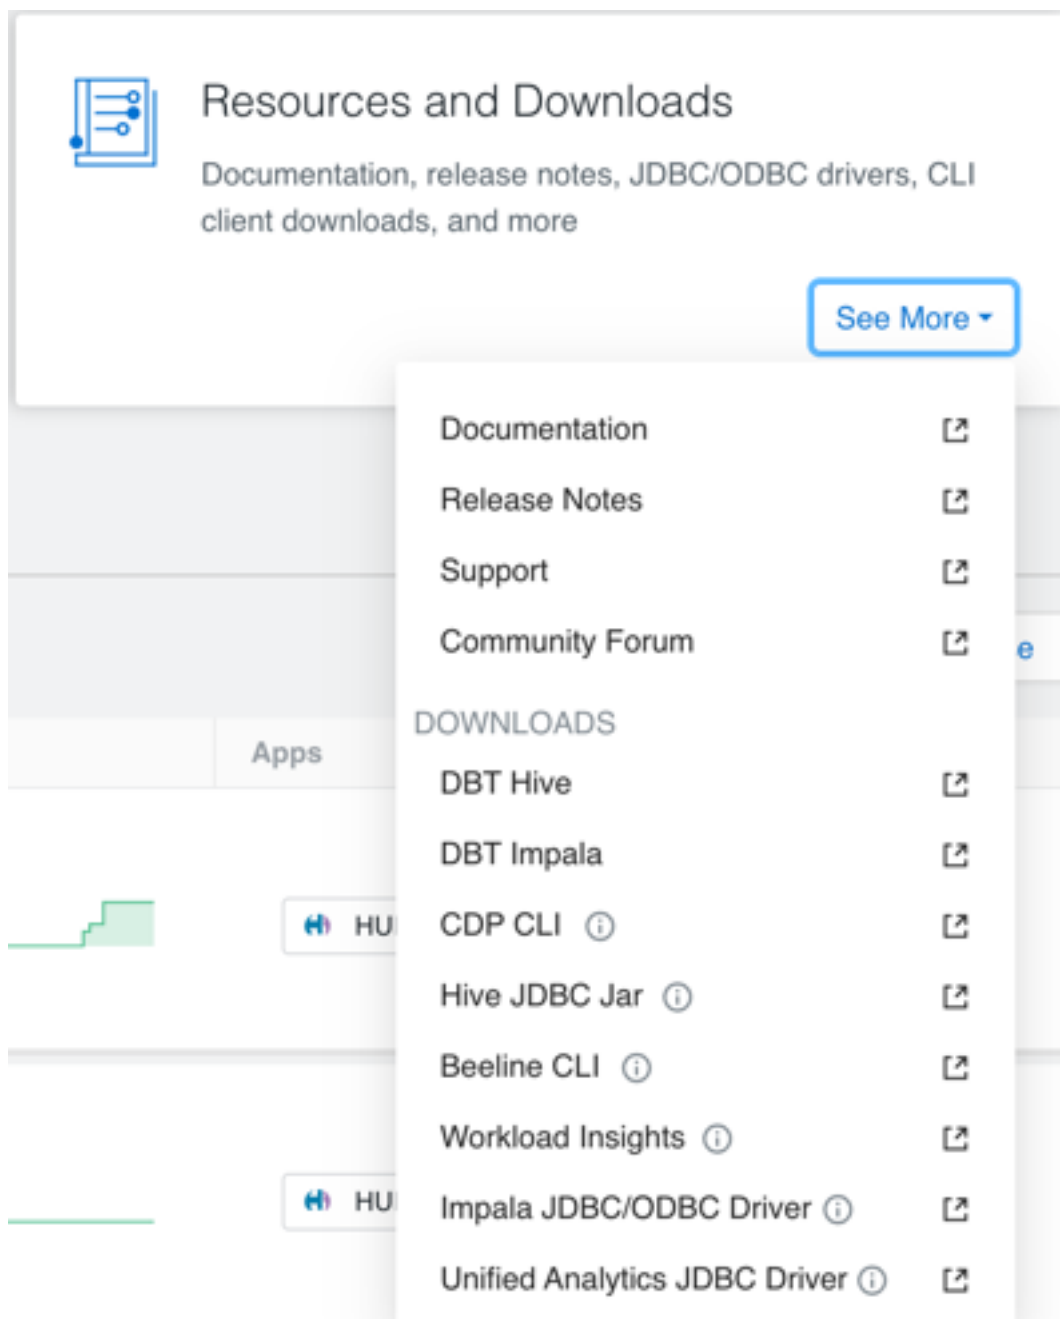 Resources and Downloads
Documentation, release notes, JDBC/ODBC drivers, CLI
client downloads, and more
See More
Documentation
Release Notes
Support
Community Forum
e
DOWNLOADS
Apps
DBT Hive
DBT Impala
HU
CDP CLI
Hive JDBC Jar
Beeline CLI
Workload Insights
HU
Impala JDBC/ODBC Driver
Unified Analytics JDBC Driver